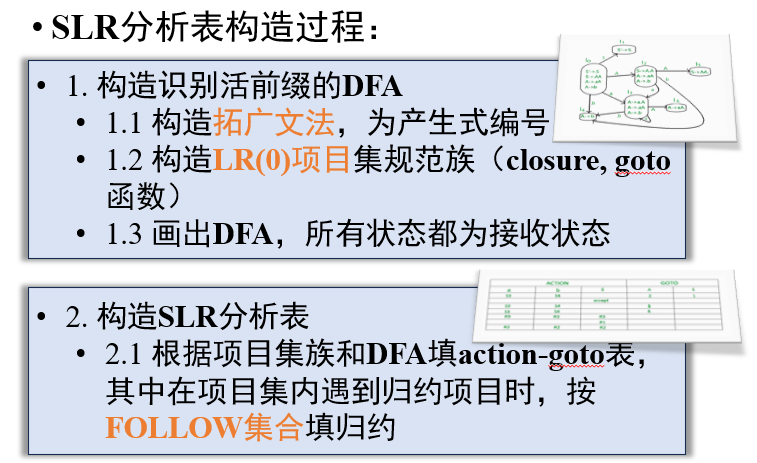 • SLR分析表构造过程：
• 1. 构造识别活前缀的DFA
• 1.1 构造拓广文法，为产生式编号
• 1.2 构造LR(0)项目集规范族（closure, goto
函数）
• 1.3 画出DFA，所有状态都为接收状态
ACTION GOTO
• 2. 构造SLR分析表
• 2.1 根据项目集族和DFA填action-goto表，
其中在项目集内遇到归约项目时，按
FOLLOW集合填归约